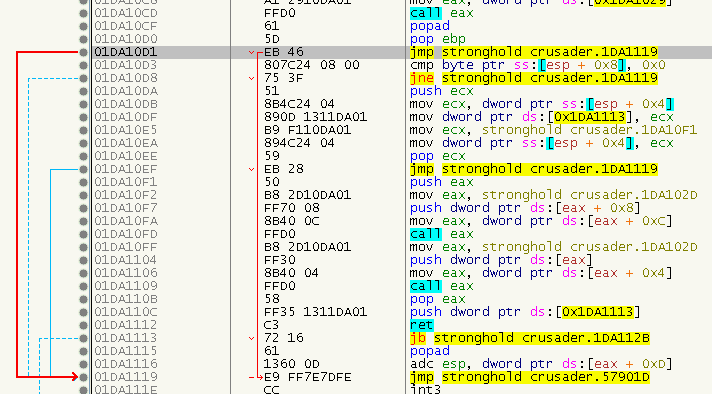 01DA10CD FFD0 call eax
01DA10CF 61 popad
01DA10D0 5D pop ebp
01DA10D1 EB 46 jmp stronghold crusader.1DA1119
01DA10D3 807C24 08 00 cmp byte ptr ss:[esp + 0x8], 0x0
01DA10D8 75 3F jne stronghold crusader.1DA1119
01DA10DA 51 push ecx
01DA10DB 8B4C24 04 mov ecx, dword ptr ss:[esp + 0x4]
01DA10DF 890D 1311DA01 mov dword ptr ds:[0x1DA1113], ecx
01DA10E5 B9 F110DA01 mov ecx, stronghold crusader.1DA10F1
01DA10EA 894C24 04 mov dword ptr ss:[esp + 0x4], ecx
01DA10EE 59 pop ecx
01DA10EF EB 28 jmp stronghold crusader.1DA1119
01DA10F1 50 push eax
01DA10F2 B8 2D10DA01 mov eax, stronghold crusader.1DA102D
01DA10F7 FF70 08 push dword ptr ds:[eax + 0x8]
01DA10FA 8B40 0C mov eax, dword ptr ds:[eax + 0xC]
01DA10FD FFD0 call eax
01DA10FF B8 2D10DA01 mov eax, stronghold crusader.1DA102D
01DA1104 FF30 push dword ptr ds:[eax]
01DA1106 8B40 04 mov eax, dword ptr ds:[eax + 0x4]
01DA1109 FFD0 call eax
01DA110B 58 pop eax
01DA110C FF35 1311DA01 push dword ptr ds:[0x1DA1113]
01DA1112 C3 ret
01DA1113 72 16 jb stronghold crusader.1DA112B
01DA1115 61 popad
01DA1116 1360 0D adc esp, dword ptr ds:[eax + 0xD]
01DA1119 E9 FF7E7DFE jmp stronghold crusader.57901D
01DA111E CC int3